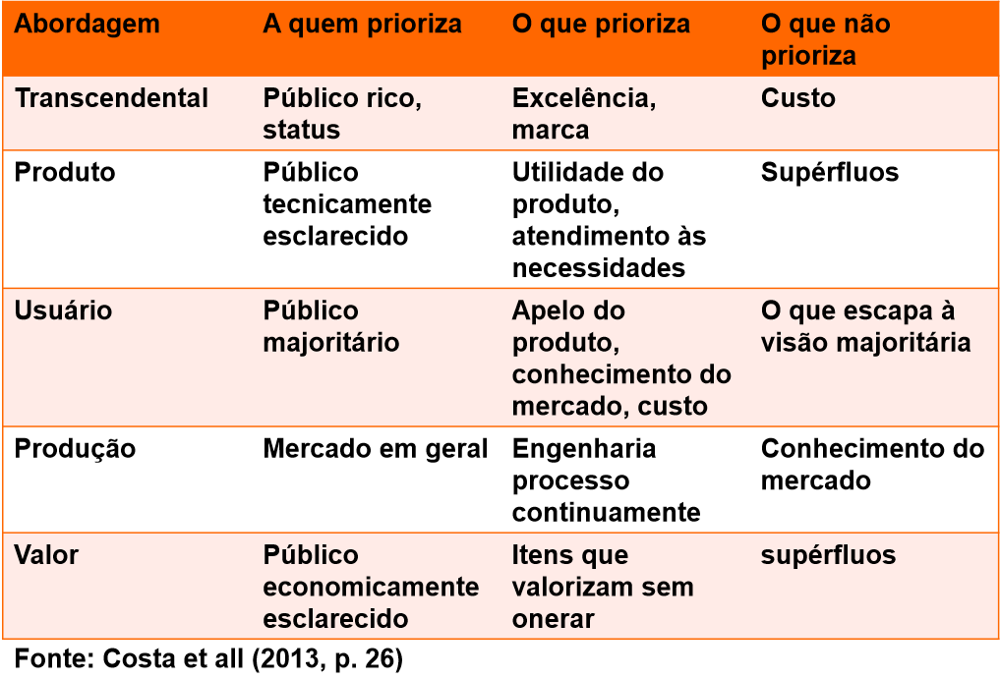 Abordagem
A quem prioriza
O que prioriza
O que não
prioriza
Transcendental
Público rico,
status
Excelência,
marca
Custo
Produto
Público
tecnicamente
esclarecido
Utilidade do
produto,
atendimento às
necessidades
Supérfluos
Usuário
Público
majoritário
Apelo do
produto,
conhecimento do
mercado, custo
O que escapa à
visão majoritária
Produção
Mercado em geral
Engenharia
processo
continuamente
Conhecimento do
mercado
Valor
Público
economicamente
esclarecido
Itens que
valorizam sem
onerar
supérfluos
Fonte: Costa et all (2013, p. 26)